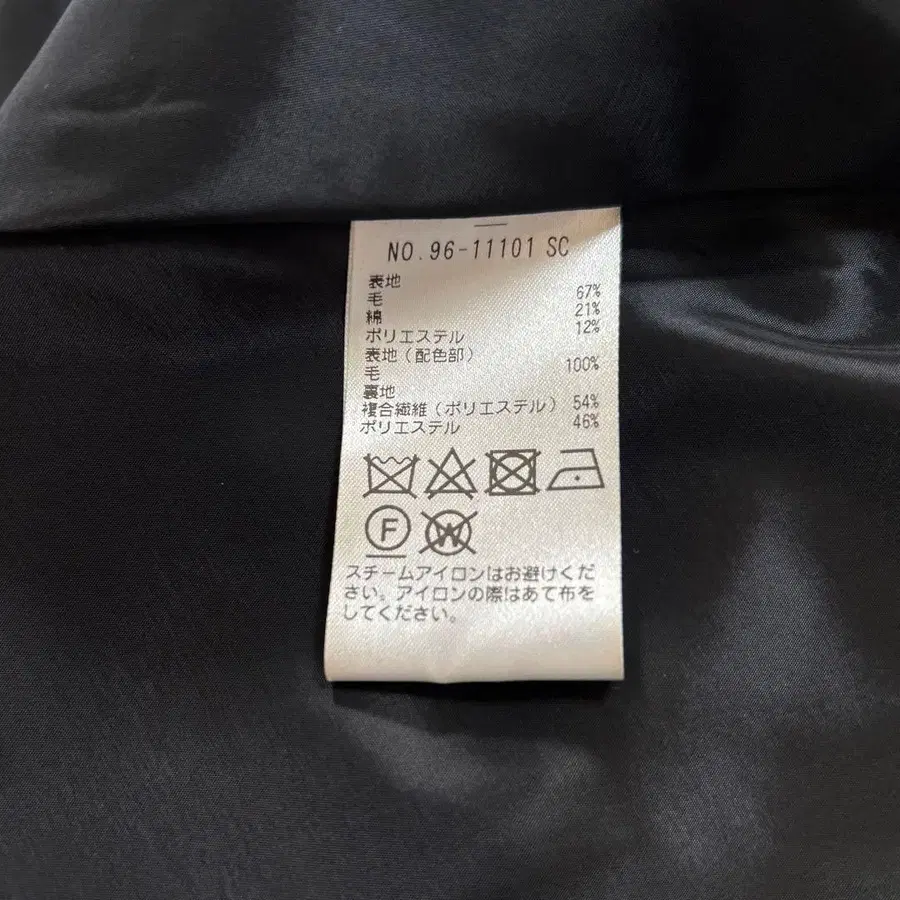 NO.96-11101 SC
表地
毛 67%
綿 21%
ポリエステル 12%
表地(配色部)
毛 100%
裏地
複合繊維(ポリエステル) 54%
ポリエステル 46%
F W
スチームアイロンはお避けくだ
さい。アイロンの際はあて布を
してください。